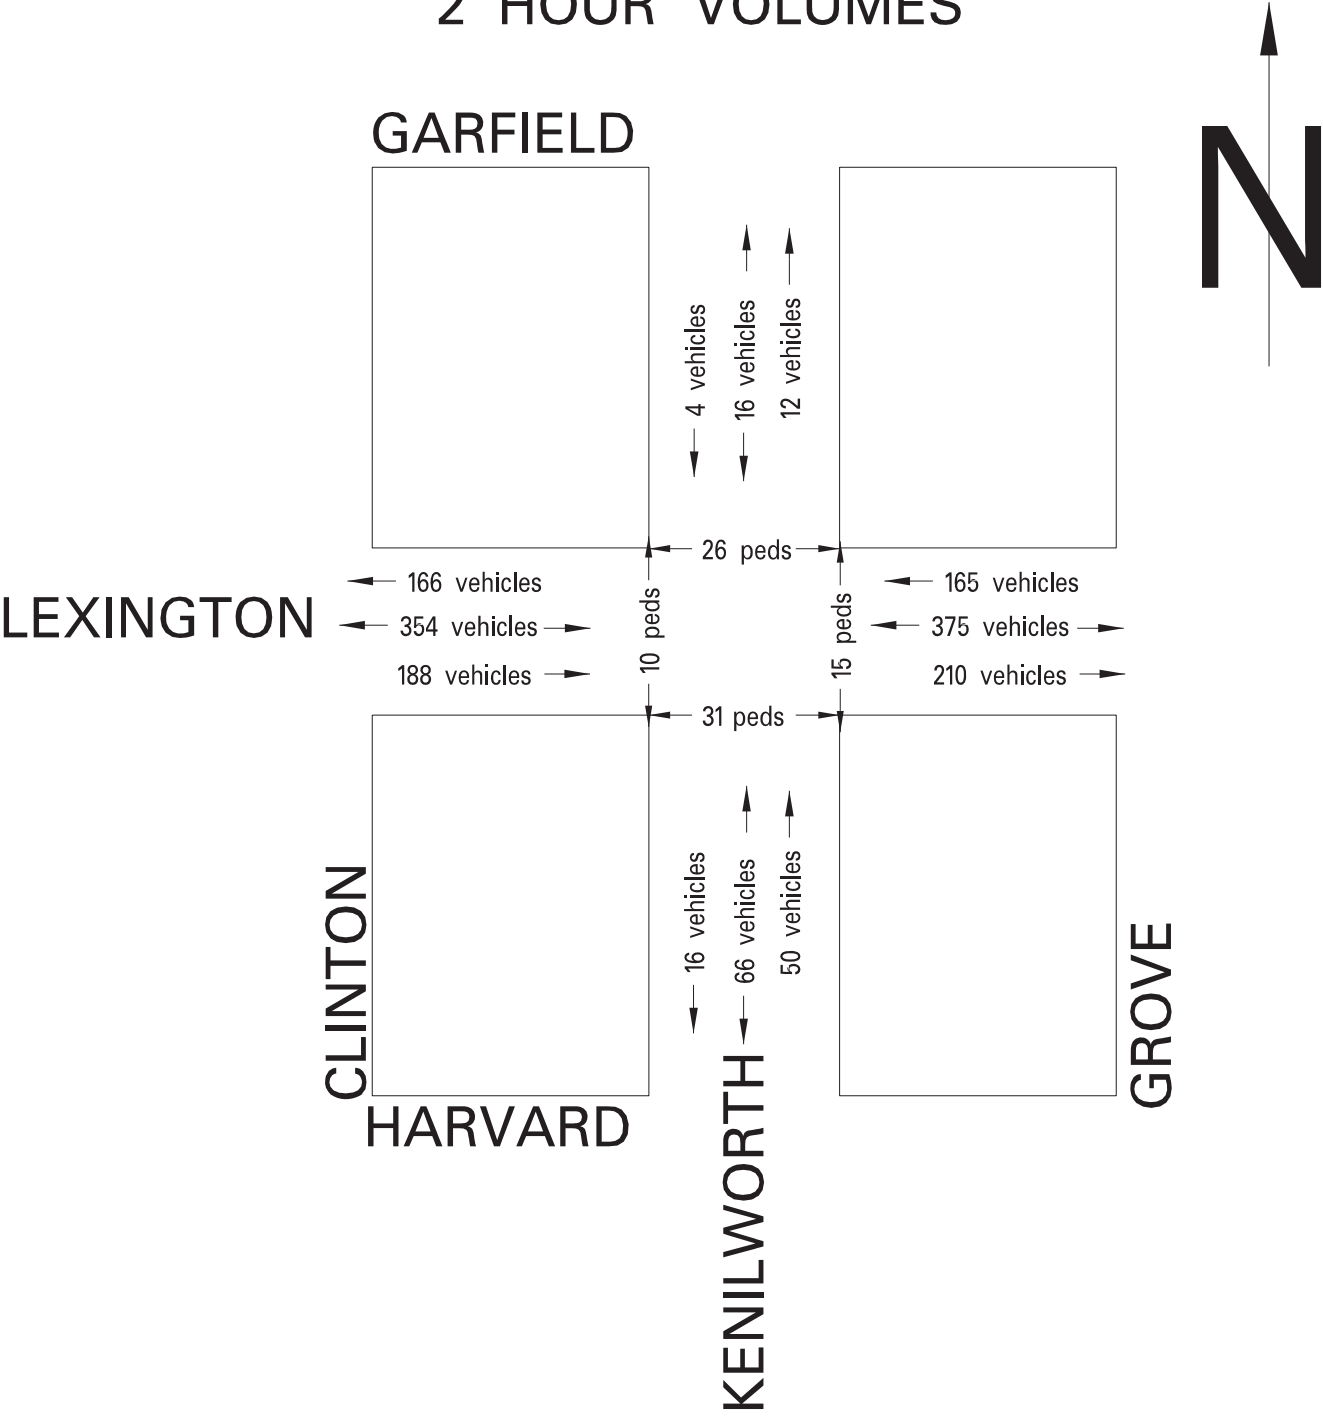 2 HOUR VOLUMES
N
GARFIELD
4 vehicles
16 vehicles
12 vehicles
26 peds
166 vehicles
165 vehicles
LEXINGTON
354 vehicles
10 peds
15 peds
375 vehicles
188 vehicles
210 vehicles
31 peds
16 vehicles
66 vehicles
50 vehicles
CLINTON
GROVE
HARVARD
KENILWORTH